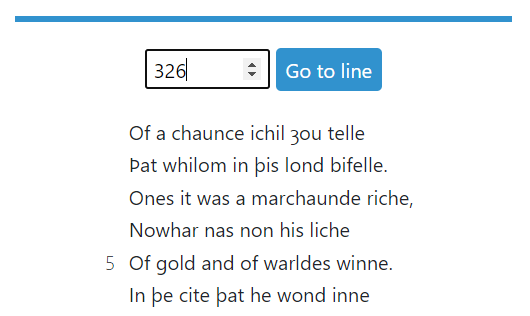 326 Go to line
Of a chaunce ichil ȝou telle
Þat whilom in þis lond bifelle.
Ones it was a marchaunde riche,
Nowhar nas non his liche
5 Of gold and of warldes winne.
In þe cite þat he wond inne